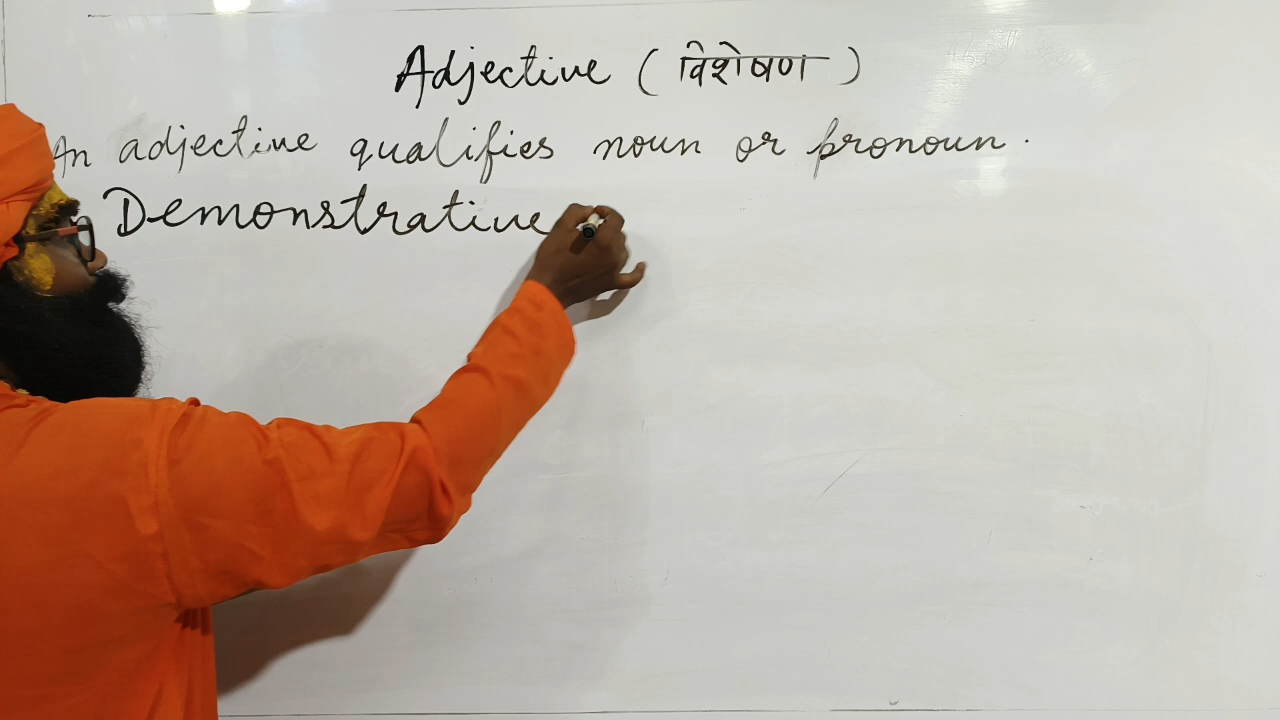 Adjective ( विशेषण )
An adjective qualifies noun or pronoun.
Demonstrative